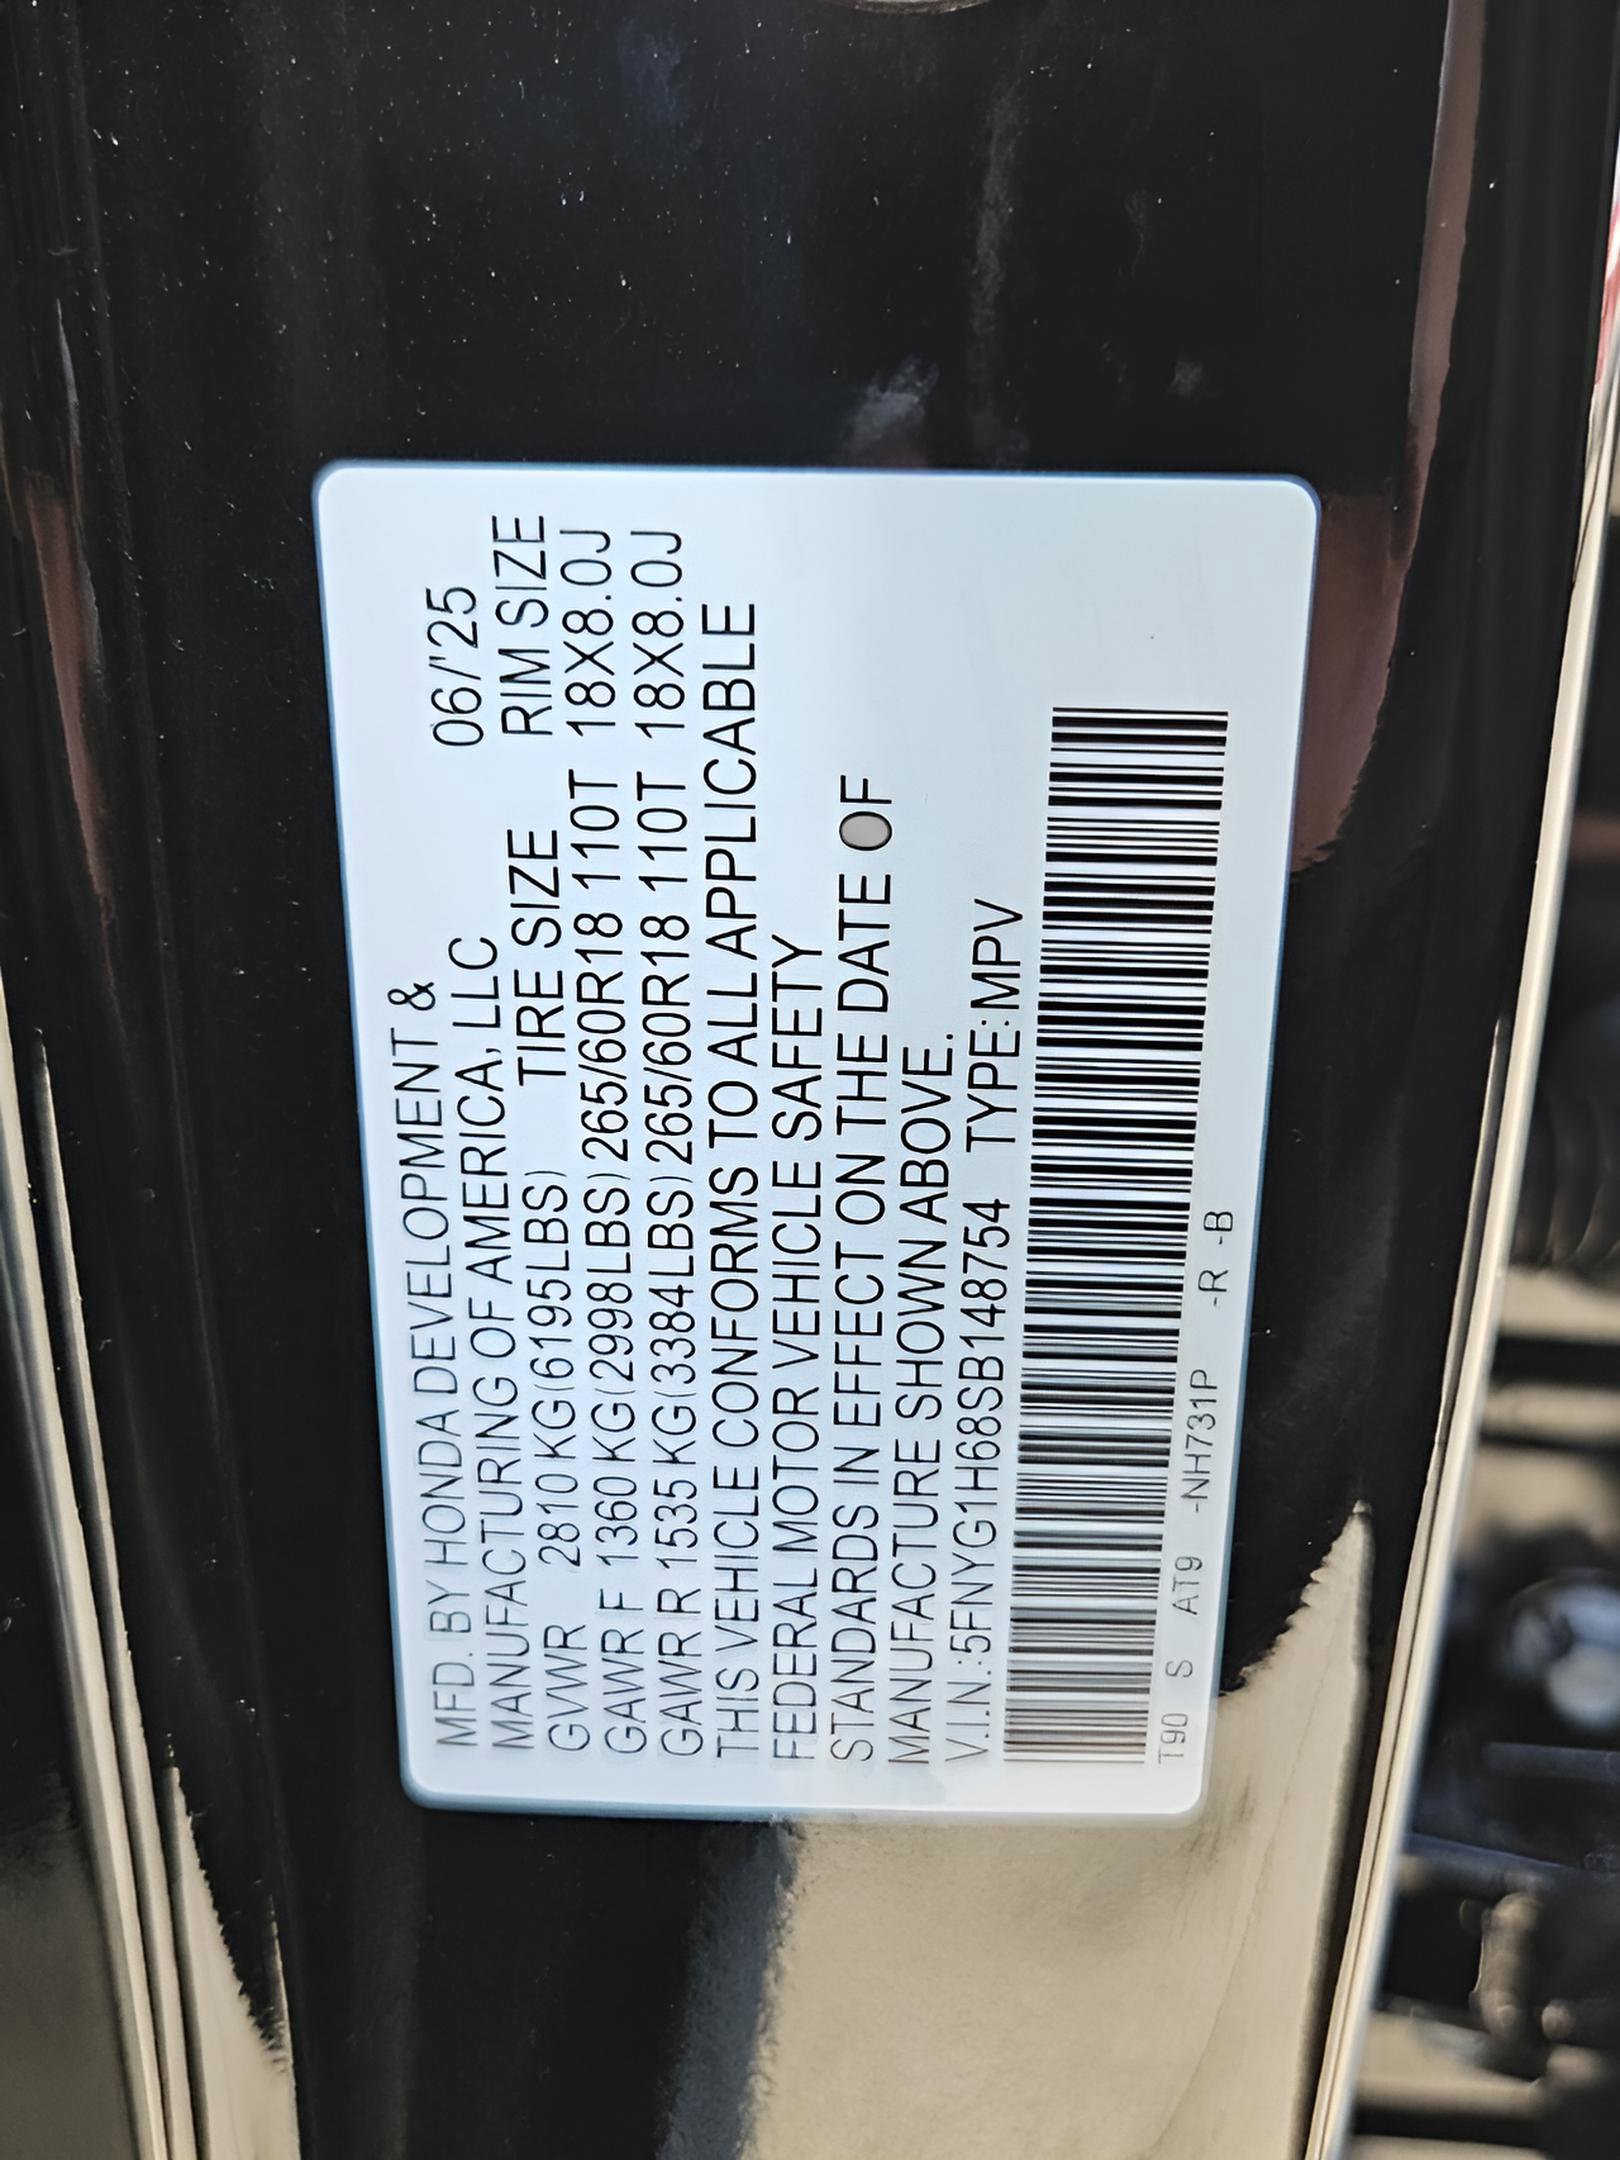 MFD. BY HONDA DEVELOPMENT &
MANUFACTURING OF AMERICA, LLC 06/'25
GVWR 2810 KG(6195LBS) TIRE SIZE RIM SIZE
GAWR F 1360 KG(2998LBS) 265/60R18 110T 18X8.0J
GAWR R 1535 KG(3384LBS) 265/60R18 110T 18X8.0J
THIS VEHICLE CONFORMS TO ALL APPLICABLE
FEDERAL MOTOR VEHICLE SAFETY
STANDARDS IN EFFECT ON THE DATE OF
MANUFACTURE SHOWN ABOVE.
V.I.N.:5FNYG1H68SB148754 TYPE:MPV
T90 S AT9 -NH731P -R -B